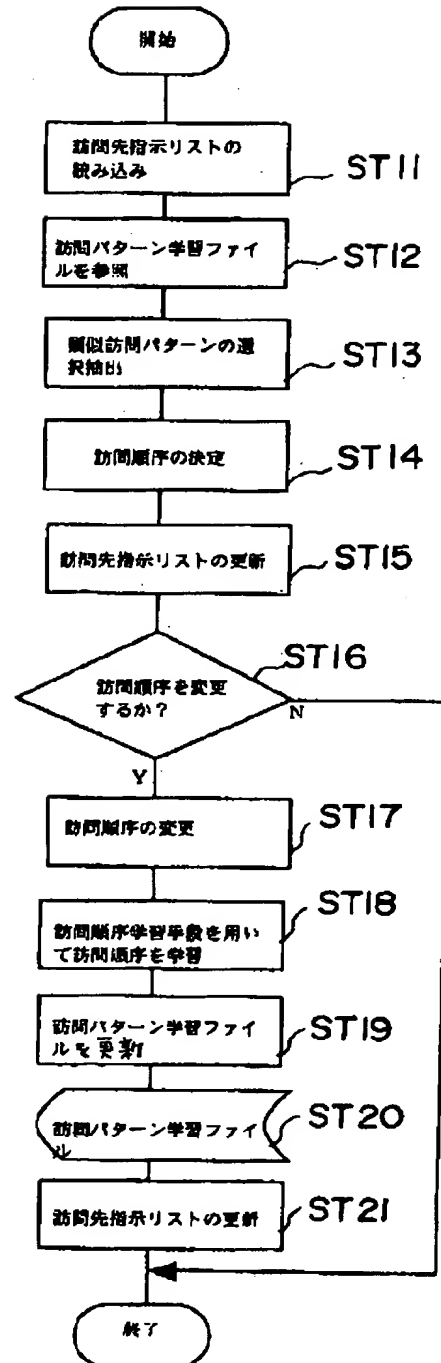 開始
訪問先指示リストの
読み込み
ST11
訪問パターン学習ファイ
ルを参照
ST12
類似訪問パターンの選
択抽出
ST13
訪問順序の決定
ST14
訪問先指示リストの更新
ST15
ST16
訪問順序を変更
するか?
N
Y
訪問順序の変更
ST17
訪問順序学習手段を用い
て訪問順序を学習
ST18
訪問パターン学習ファイ
ルを更新
ST19
訪問パターン学習ファイ
ル
ST20
訪問先指示リストの更新
ST21
終了